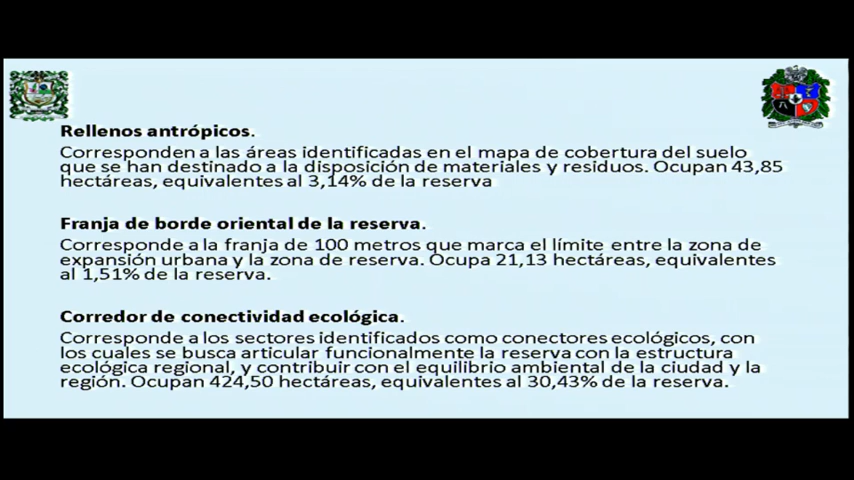 Rellenos antrópicos.
Corresponden a las áreas identificadas en el mapa de cobertura del suelo
que se han destinado a la disposición de materiales y residuos. Ocupan 43,85
hectáreas, equivalentes al 3,14% de la reserva
Franja de borde oriental de la reserva.
Corresponde a la franja de 100 metros que marca el límite entre la zona de
expansión urbana y la zona de reserva. Ocupa 21,13 hectáreas, equivalentes
al 1,51% de la reserva.
Corredor de conectividad ecológica.
Corresponde a los sectores identificados como conectores ecológicos, con
los cuales se busca articular funcionalmente la reserva con la estructura
ecológica regional, y contribuir con el equilibrio ambiental de la ciudad y la
región. Ocupan 424,50 hectáreas, equivalentes al 30,43% de la reserva.